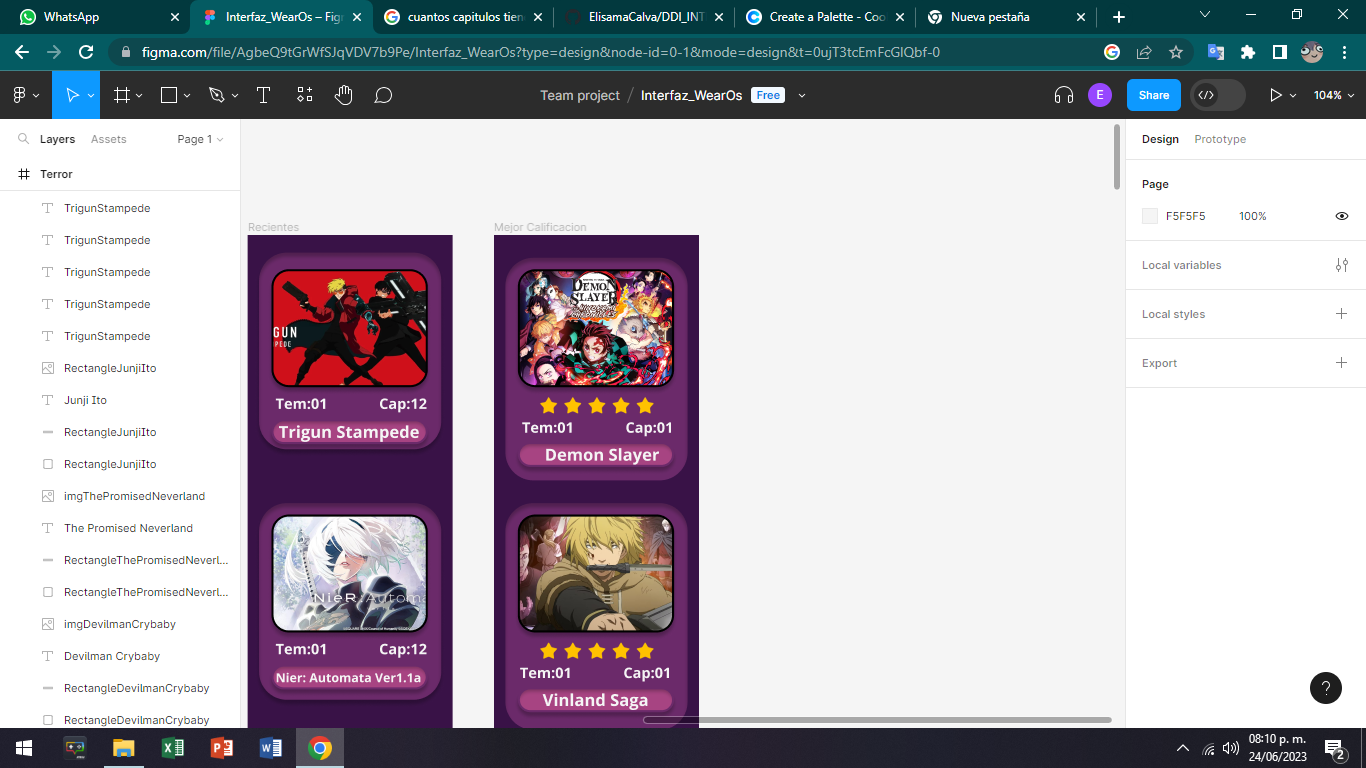 WhatsApp
Interfaz_WearOs – Figm
cuantos capitulos tien
ElisamaCalva/DDI_INT
Create a Palette - Coo
Nueva pestaña
figma.com/file/AgbeQ9tGrWfSJqVDV7b9Pe/Interfaz_WearOs?type=design&node-id=0-1&mode=design&t=0ujT3tcEmFcGlQbf-0
Team project / Interfaz_WearOs Free
E
Share
104%
Layers Assets Page 1
Terror
TrigunStampede
TrigunStampede
TrigunStampede
TrigunStampede
TrigunStampede
RectangleJunjiIto
Junji Ito
RectangleJunjiIto
RectangleJunjiIto
imgThePromisedNeverland
The Promised Neverland
RectangleThePromisedNeverl...
RectangleThePromisedNeverl...
imgDevilmanCrybaby
Devilman Crybaby
RectangleDevilmanCrybaby
RectangleDevilmanCrybaby
Recientes
GUN
PEDE
Tem:01 Cap:12
Trigun Stampede
NieR:Automa
Tem:01 Cap:12
Nier: Automata Ver1.1a
Mejor Calificacion
DEMON
SLAYER
Tem:01 Cap:01
Demon Slayer
Tem:01 Cap:01
Vinland Saga
Design Prototype
Page
F5F5F5 100%
Local variables
Local styles
Export
?
08:10 p. m.
24/06/2023
2